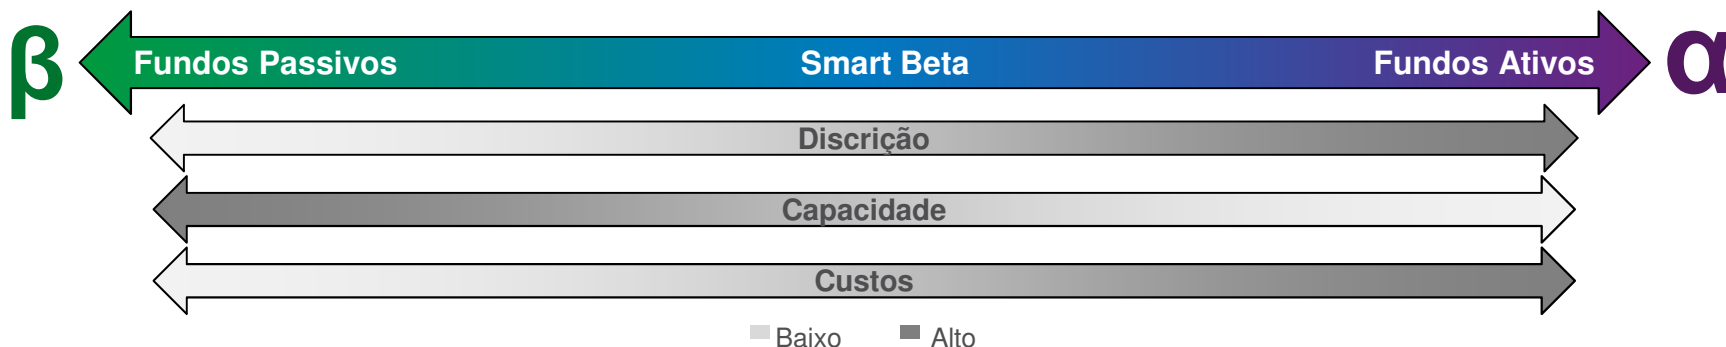 β Fundos Passivos Smart Beta Fundos Ativos α
Discrição
Capacidade
Custos
Baixo Alto